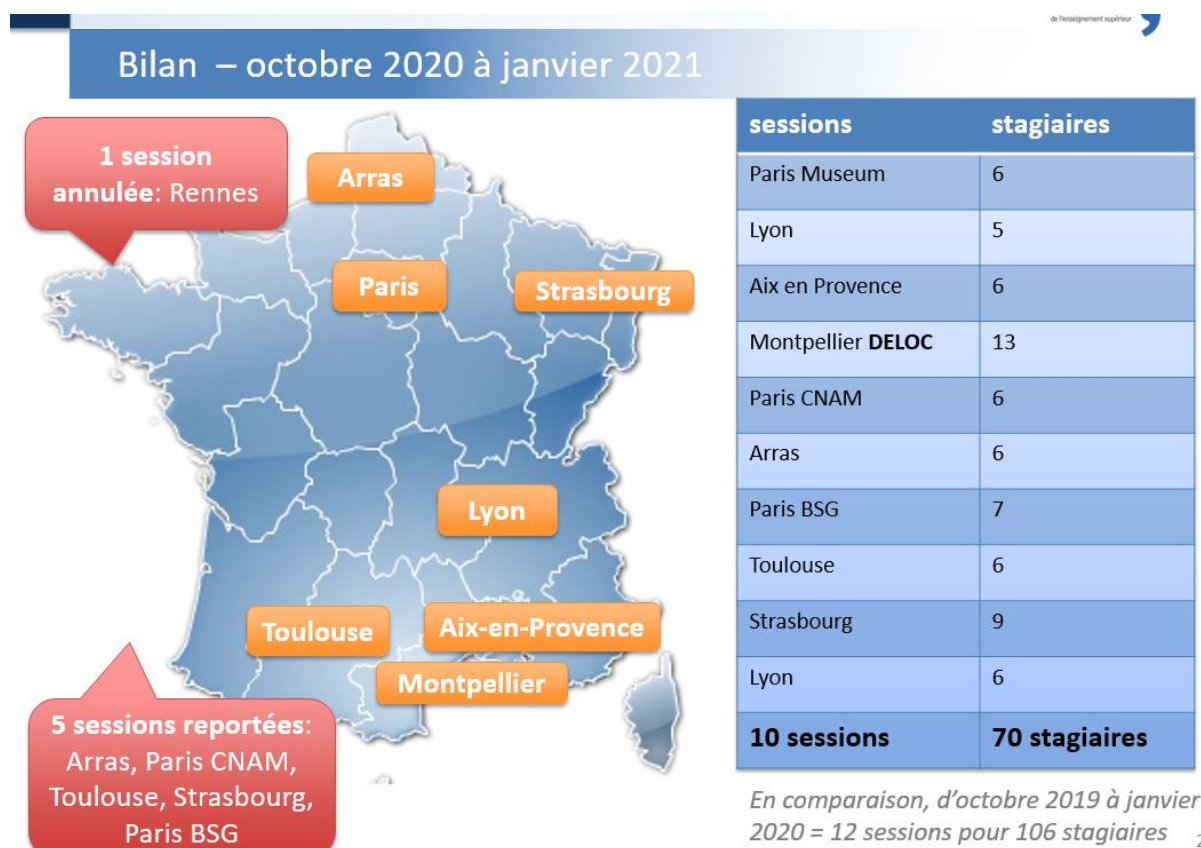 de l'enseignement supérieur
Bilan – octobre 2020 à janvier 2021
1 session
annulée: Rennes
Arras
Paris
Strasbourg
Lyon
Toulouse
Aix-en-Provence
Montpellier
5 sessions reportées:
Arras, Paris CNAM,
Toulouse, Strasbourg,
Paris BSG
sessions stagiaires
Paris Museum 6
Lyon 5
Aix en Provence 6
Montpellier DELOC 13
Paris CNAM 6
Arras 6
Paris BSG 7
Toulouse 6
Strasbourg 9
Lyon 6
10 sessions 70 stagiaires
En comparaison, d'octobre 2019 à janvier
2020 = 12 sessions pour 106 stagiaires